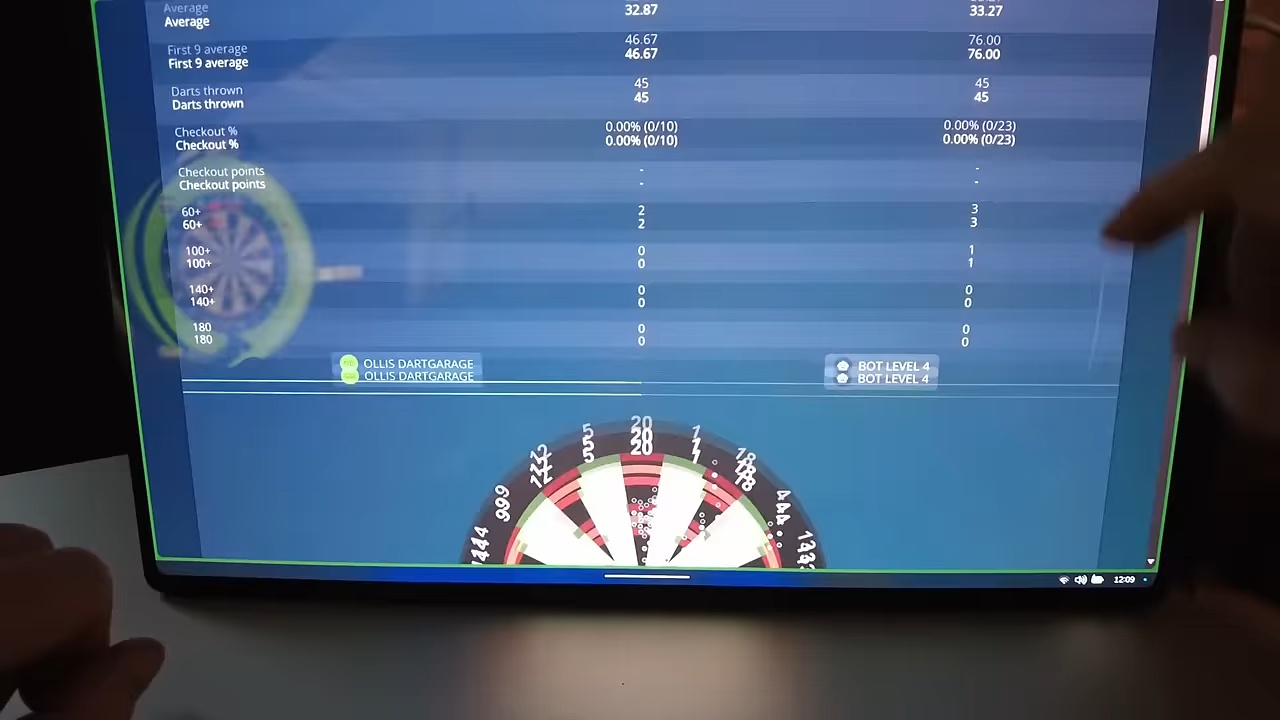 Average 32.87 33.27
Average
First 9 average 46.67 76.00
First 9 average 46.67 76.00
Darts thrown 45 45
Darts thrown 45 45
Checkout % 0.00% (0/10) 0.00% (0/23)
Checkout % 0.00% (0/10) 0.00% (0/23)
Checkout points - -
Checkout points - -
60+ 2 3
60+ 2 3
100+ 0 1
100+ 0 1
140+ 0 0
140+ 0 0
180 0 0
180 0 0
OLLIS DARTGARAGE BOT LEVEL 4
OLLIS DARTGARAGE BOT LEVEL 4
9 12 5 20 1 18 4
12:09